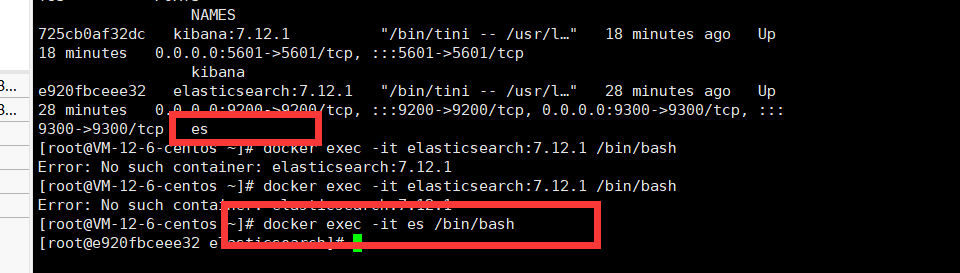 NAMES
725cb0af32dc   kibana:7.12.1          "/bin/tini -- /usr/l…"   18 minutes ago   Up
18 minutes   0.0.0.0:5601->5601/tcp, :::5601->5601/tcp
kibana
e920fbceee32   elasticsearch:7.12.1   "/bin/tini -- /usr/l…"   28 minutes ago   Up
28 minutes   0.0.0.0:9200->9200/tcp, :::9200->9200/tcp, 0.0.0.0:9300->9300/tcp, :::
9300->9300/tcp   es
[root@VM-12-6-centos ~]# docker exec -it elasticsearch:7.12.1 /bin/bash
Error: No such container: elasticsearch:7.12.1
[root@VM-12-6-centos ~]# docker exec -it elasticsearch:7.12.1 /bin/bash
Error: No such container: elasticsearch:7.12.1
[root@VM-12-6-centos ~]# docker exec -it es /bin/bash
[root@e920fbceee32 elasticsearch]#